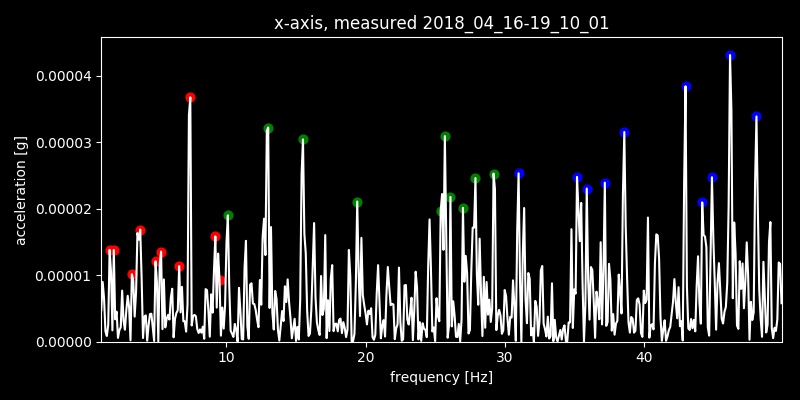 x-axis, measured 2018_04_16-19_10_01
acceleration [g]
0.00004
0.00003
0.00002
0.00001
0.00000
10 20 30 40
frequency [Hz]